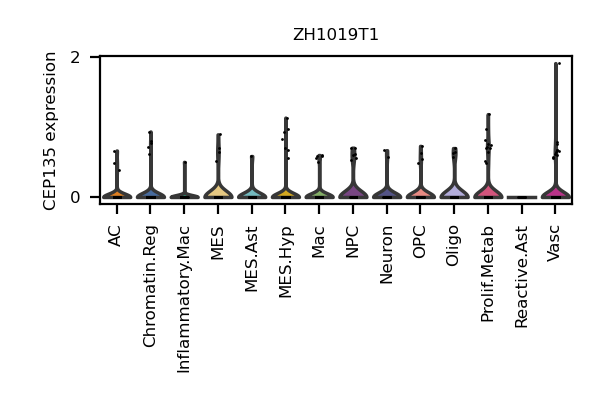 ZH1019T1
CEP135 expression
2
0
AC
Chromatin.Reg
Inflammatory.Mac
MES
MES.Ast
MES.Hyp
Mac
NPC
Neuron
OPC
Oligo
Prolif.Metab
Reactive.Ast
Vasc